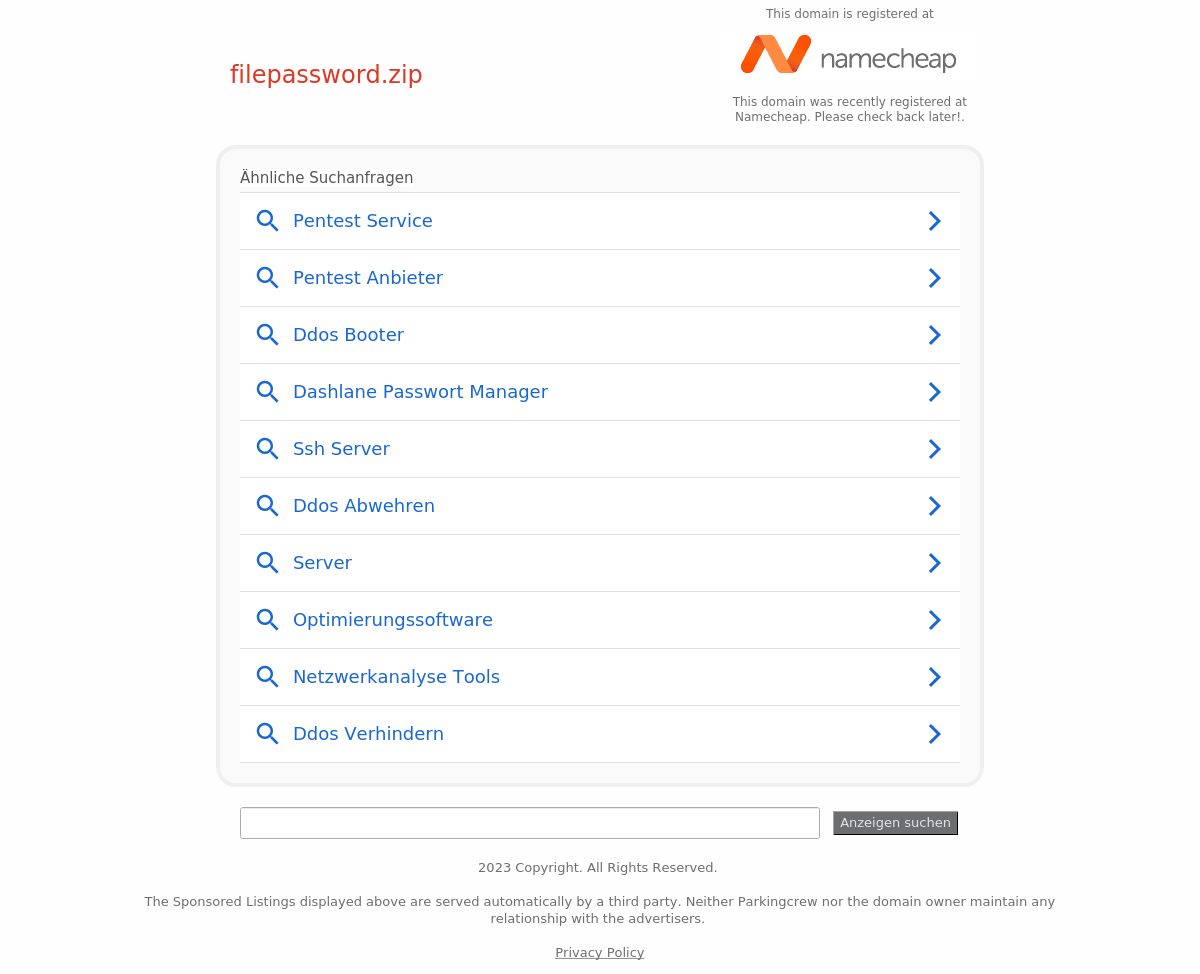 This domain is registered at
namecheap
filepassword.zip
This domain was recently registered at
Namecheap. Please check back later!.
Ähnliche Suchanfragen
Pentest Service
Pentest Anbieter
Ddos Booter
Dashlane Passwort Manager
Ssh Server
Ddos Abwehren
Server
Optimierungssoftware
Netzwerkanalyse Tools
Ddos Verhindern
Anzeigen suchen
2023 Copyright. All Rights Reserved.
The Sponsored Listings displayed above are served automatically by a third party. Neither Parkingcrew nor the domain owner maintain any
relationship with the advertisers.
Privacy Policy